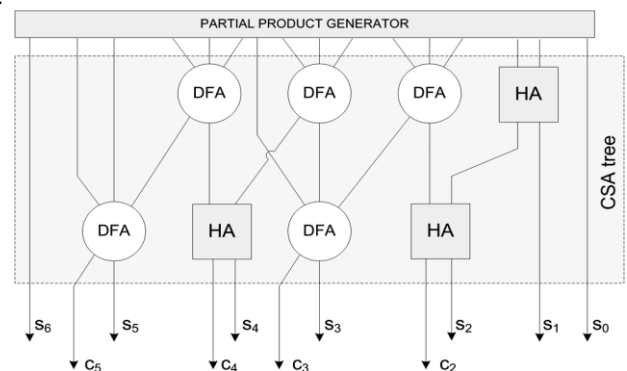 PARTIAL PRODUCT GENERATOR
DFA DFA DFA HA
CSA tree
DFA HA DFA HA
S6 S5 S4 S3 S2 S1 S0
C5 C4 C3 C2